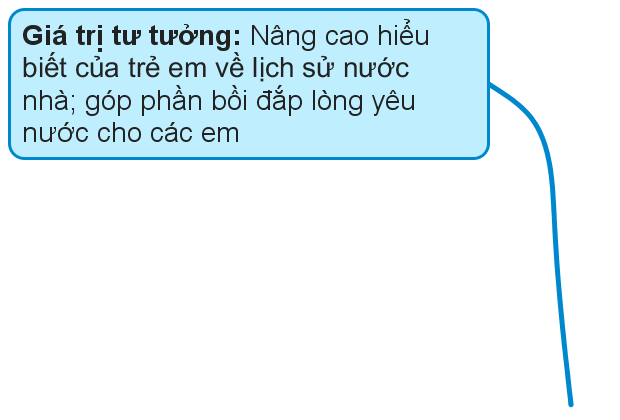 Giá trị tư tưởng: Nâng cao hiểu
biết của trẻ em về lịch sử nước
nhà; góp phần bồi đắp lòng yêu
nước cho các em